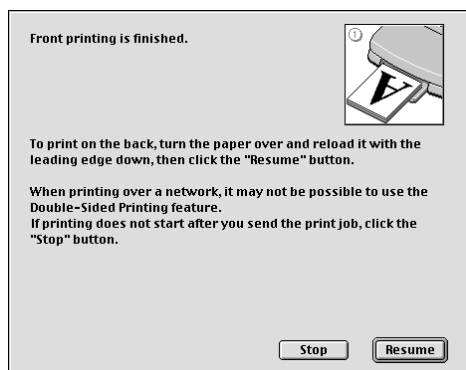 Front printing is finished.
1
A
To print on the back, turn the paper over and reload it with the
leading edge down, then click the "Resume" button.
When printing over a network, it may not be possible to use the
Double-Sided Printing feature.
If printing does not start after you send the print job, click the
"Stop" button.
Stop
Resume